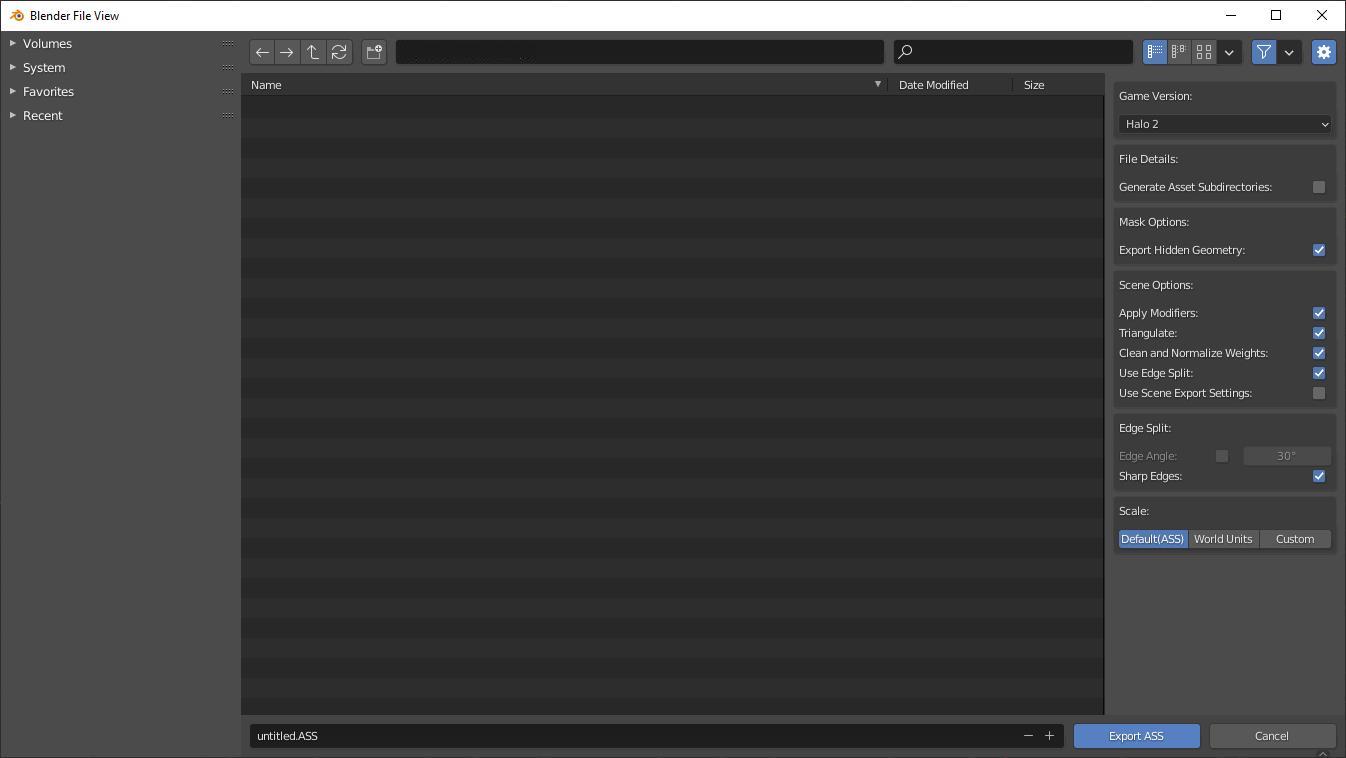 Blender File View
Volumes
System
Favorites
Recent
Name
Date Modified
Size
Game Version:
Halo 2
File Details:
Generate Asset Subdirectories:
Mask Options:
Export Hidden Geometry:
Scene Options:
Apply Modifiers:
Triangulate:
Clean and Normalize Weights:
Use Edge Split:
Use Scene Export Settings:
Edge Split:
Edge Angle: 30°
Sharp Edges:
Scale:
Default(ASS) World Units Custom
untitled.ASS
Export ASS
Cancel